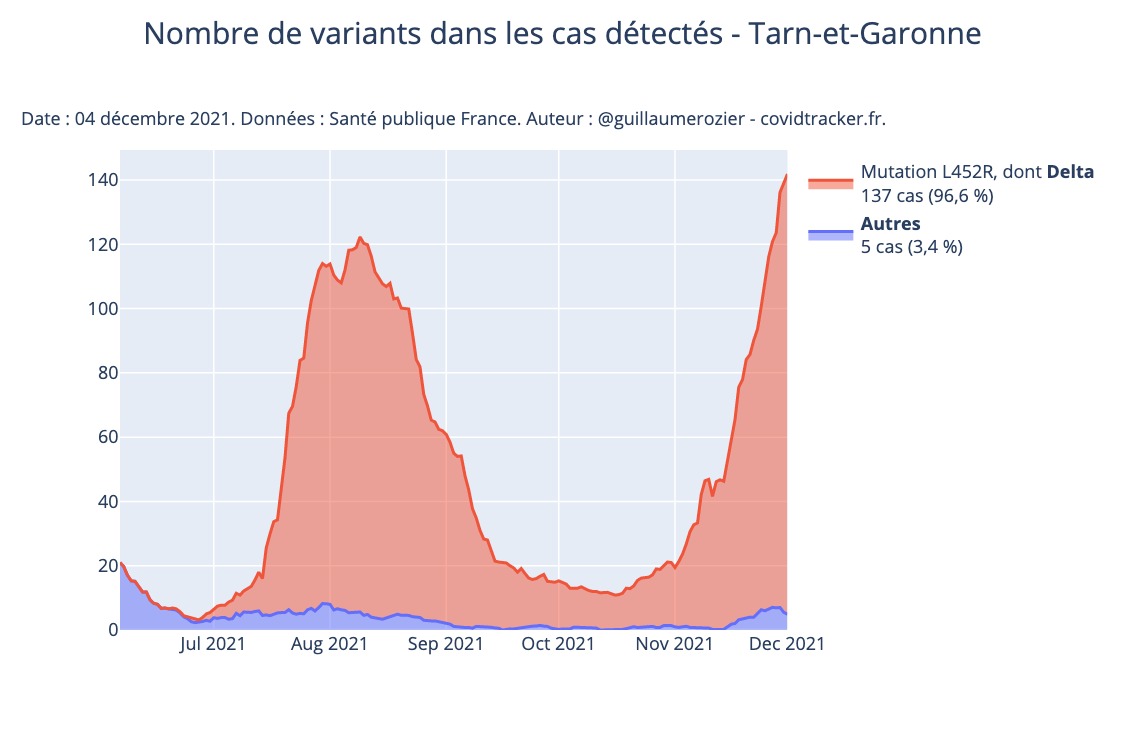 Nombre de variants dans les cas détectés - Tarn-et-Garonne
Date : 04 décembre 2021. Données : Santé publique France. Auteur : @guillaumerozier - covidtracker.fr.
Mutation L452R, dont Delta
137 cas (96,6 %)
Autres
5 cas (3,4 %)
140
120
100
80
60
40
20
0
Jul 2021 Aug 2021 Sep 2021 Oct 2021 Nov 2021 Dec 2021